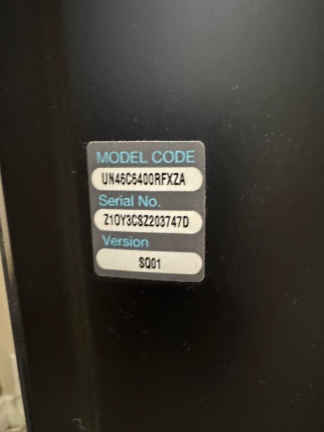 MODEL CODE
UN46C6400RFXZA
Serial No.
Z1OY3CSZ203747D
Version
SQ01